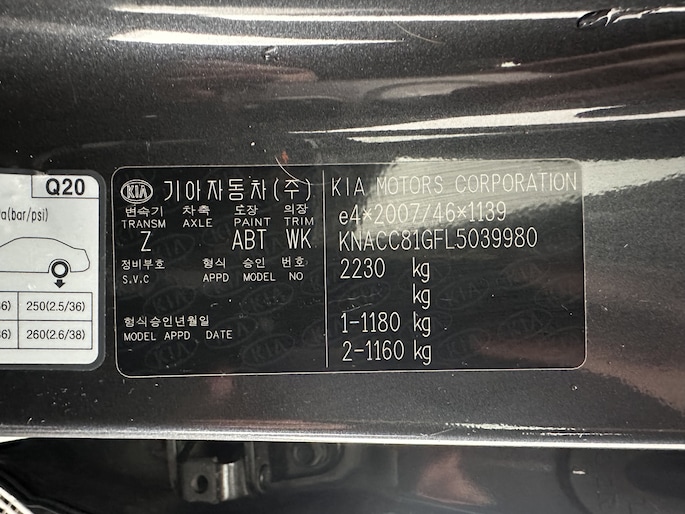 KIA
Q20
a(bar/psi)
250(2.5/36)
260(2.6/38)
KIA 기아자동차(주)
변속기 차축 도장 의장
TRANSM AXLE PAINT TRIM
Z ABT WK
정비부호 형식 승인 번호
S.V.C APPD MODEL NO
형식승인년월일
MODEL APPD DATE
KIA MOTORS CORPORATION
e4*2007/46*1139
KNACC81GFL5039980
2230 kg
kg
1-1180 kg
2-1160 kg